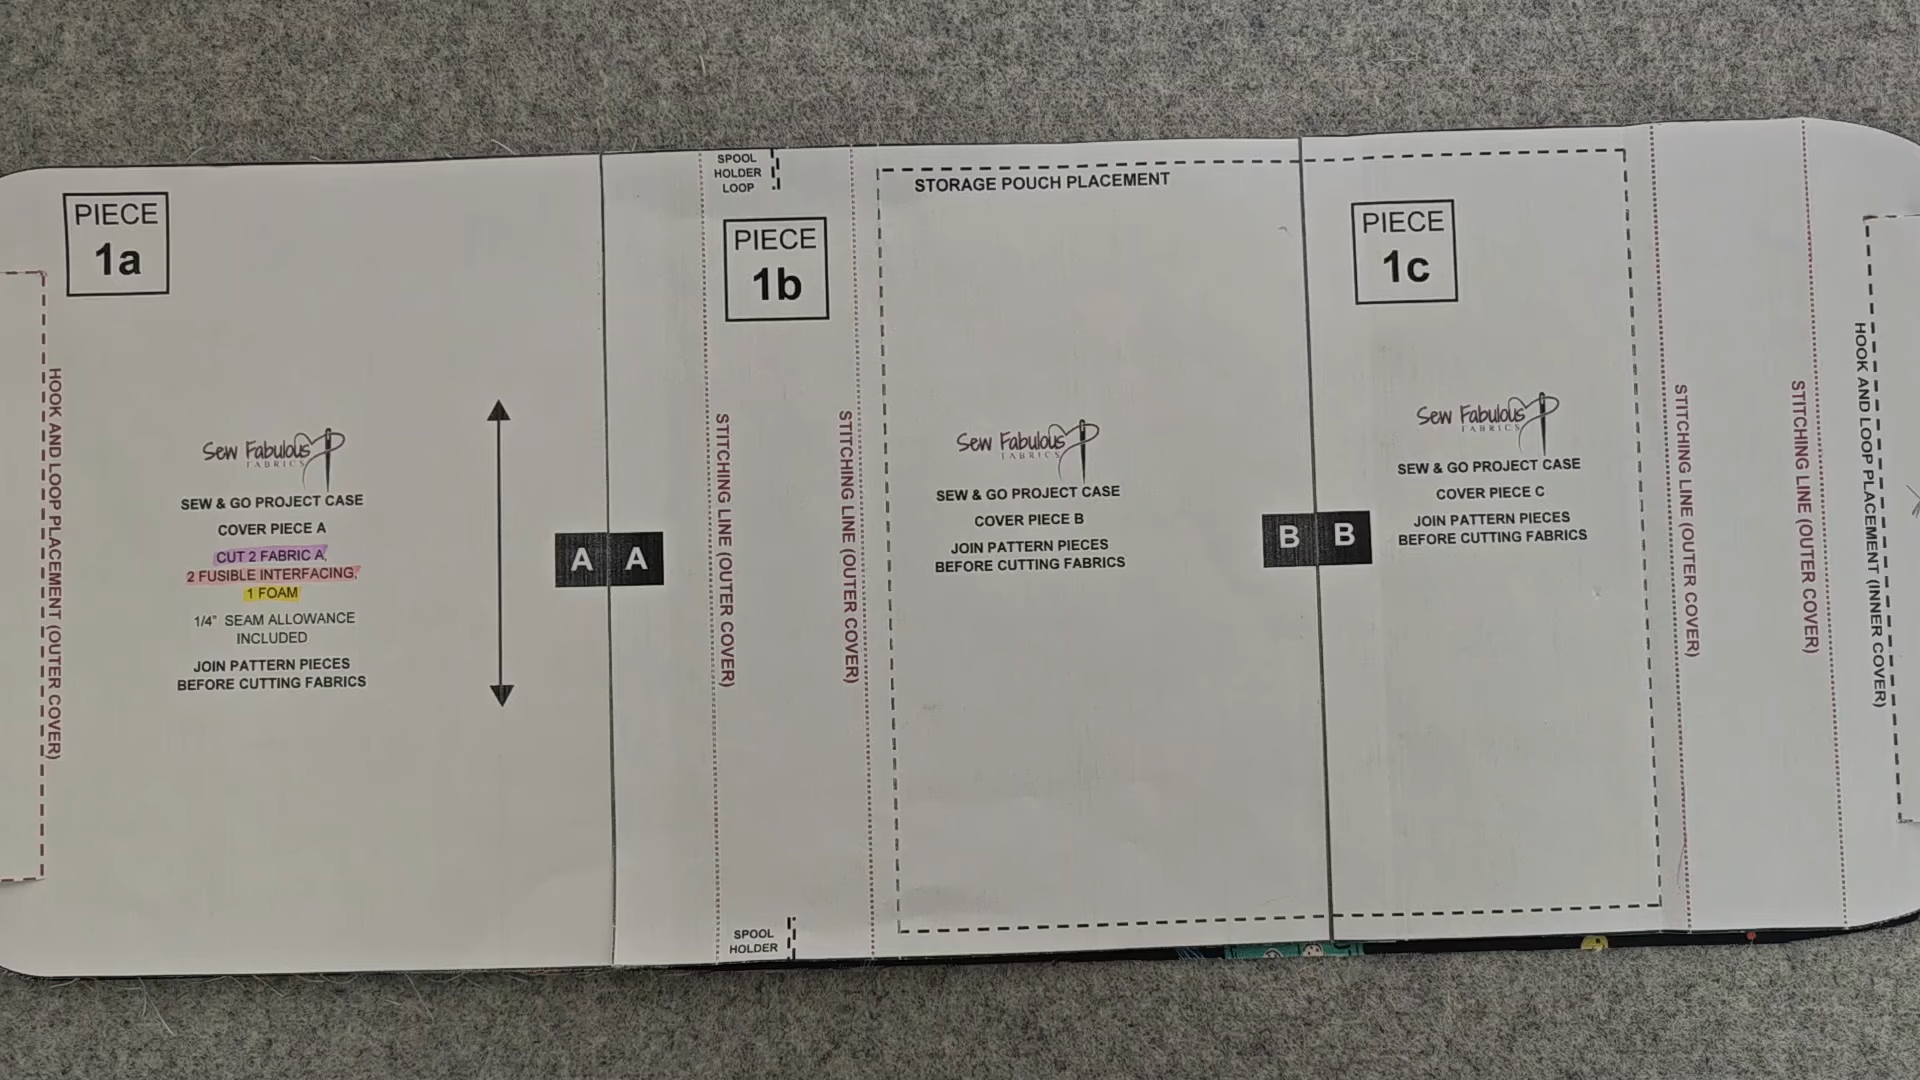 PIECE
1a
HOOK AND LOOP PLACEMENT (OUTER COVER)
Sew Fabulous
FABRICS
SEW & GO PROJECT CASE
COVER PIECE A
CUT 2 FABRIC A,
2 FUSIBLE INTERFACING,
1 FOAM
1/4" SEAM ALLOWANCE
INCLUDED
JOIN PATTERN PIECES
BEFORE CUTTING FABRICS
A
A
SPOOL
HOLDER
LOOP
PIECE
1b
STITCHING LINE (OUTER COVER)
STITCHING LINE (OUTER COVER)
SPOOL
HOLDER
STORAGE POUCH PLACEMENT
Sew Fabulous
FABRICS
SEW & GO PROJECT CASE
COVER PIECE B
JOIN PATTERN PIECES
BEFORE CUTTING FABRICS
B
B
PIECE
1c
Sew Fabulous
FABRICS
SEW & GO PROJECT CASE
COVER PIECE C
JOIN PATTERN PIECES
BEFORE CUTTING FABRICS
STITCHING LINE (OUTER COVER)
STITCHING LINE (OUTER COVER)
HOOK AND LOOP PLACEMENT (INNER COVER)